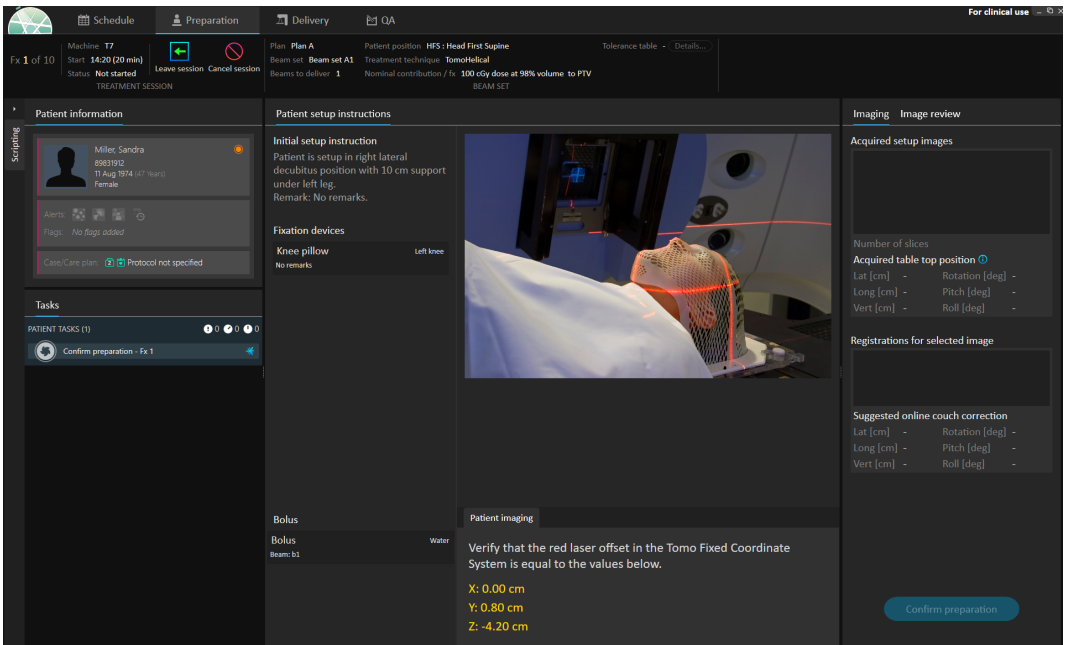 Schedule
Preparation
Delivery
QA
For clinical use
Fx 1 of 10
Machine T7
Start 14:20 (20 min)
Status Not started
Leave session
Cancel session
TREATMENT SESSION
Plan Plan A
Beam set Beam set A1
Beams to deliver 1
Patient position HFS : Head First Supine
Treatment technique TomoHelical
Nominal contribution / fx 100 cGy dose at 98% volume to PTV
Tolerance table - Details...
BEAM SET
Scripting
Patient information
Miller, Sandra
89831912
11 Aug 1974 (47 Years)
Female
Alerts:
Flags: No flags added
Case/Care plan: 2 Protocol not specified
Tasks
PATIENT TASKS (1) 0 0 0
Confirm preparation - Fx 1
Patient setup instructions
Initial setup instruction
Patient is setup in right lateral
decubitus position with 10 cm support
under left leg.
Remark: No remarks.
Fixation devices
Knee pillow Left knee
No remarks
Bolus
Bolus Water
Beam: b1
Patient imaging
Verify that the red laser offset in the Tomo Fixed Coordinate
System is equal to the values below.
X: 0.00 cm
Y: 0.80 cm
Z: -4.20 cm
Imaging Image review
Acquired setup images
Number of slices
Acquired table top position
Lat [cm] - Rotation [deg] -
Long [cm] - Pitch [deg] -
Vert [cm] - Roll [deg] -
Registrations for selected image
Suggested online couch correction
Lat [cm] - Rotation [deg] -
Long [cm] - Pitch [deg] -
Vert [cm] - Roll [deg] -
Confirm preparation